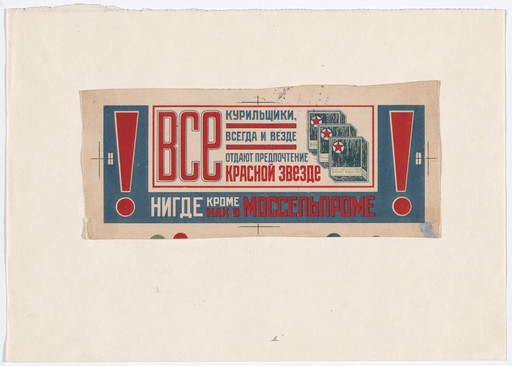 ВСЕ
КУРИЛЬЩИКИ,
ВСЕГДА И ВЕЗДЕ
ОТДАЮТ ПРЕДПОЧТЕНИЕ
КРАСНОЙ ЗВЕЗДЕ
! !
НИГДЕ КРОМЕ
КАК В МОССЕЛЬПРОМЕ